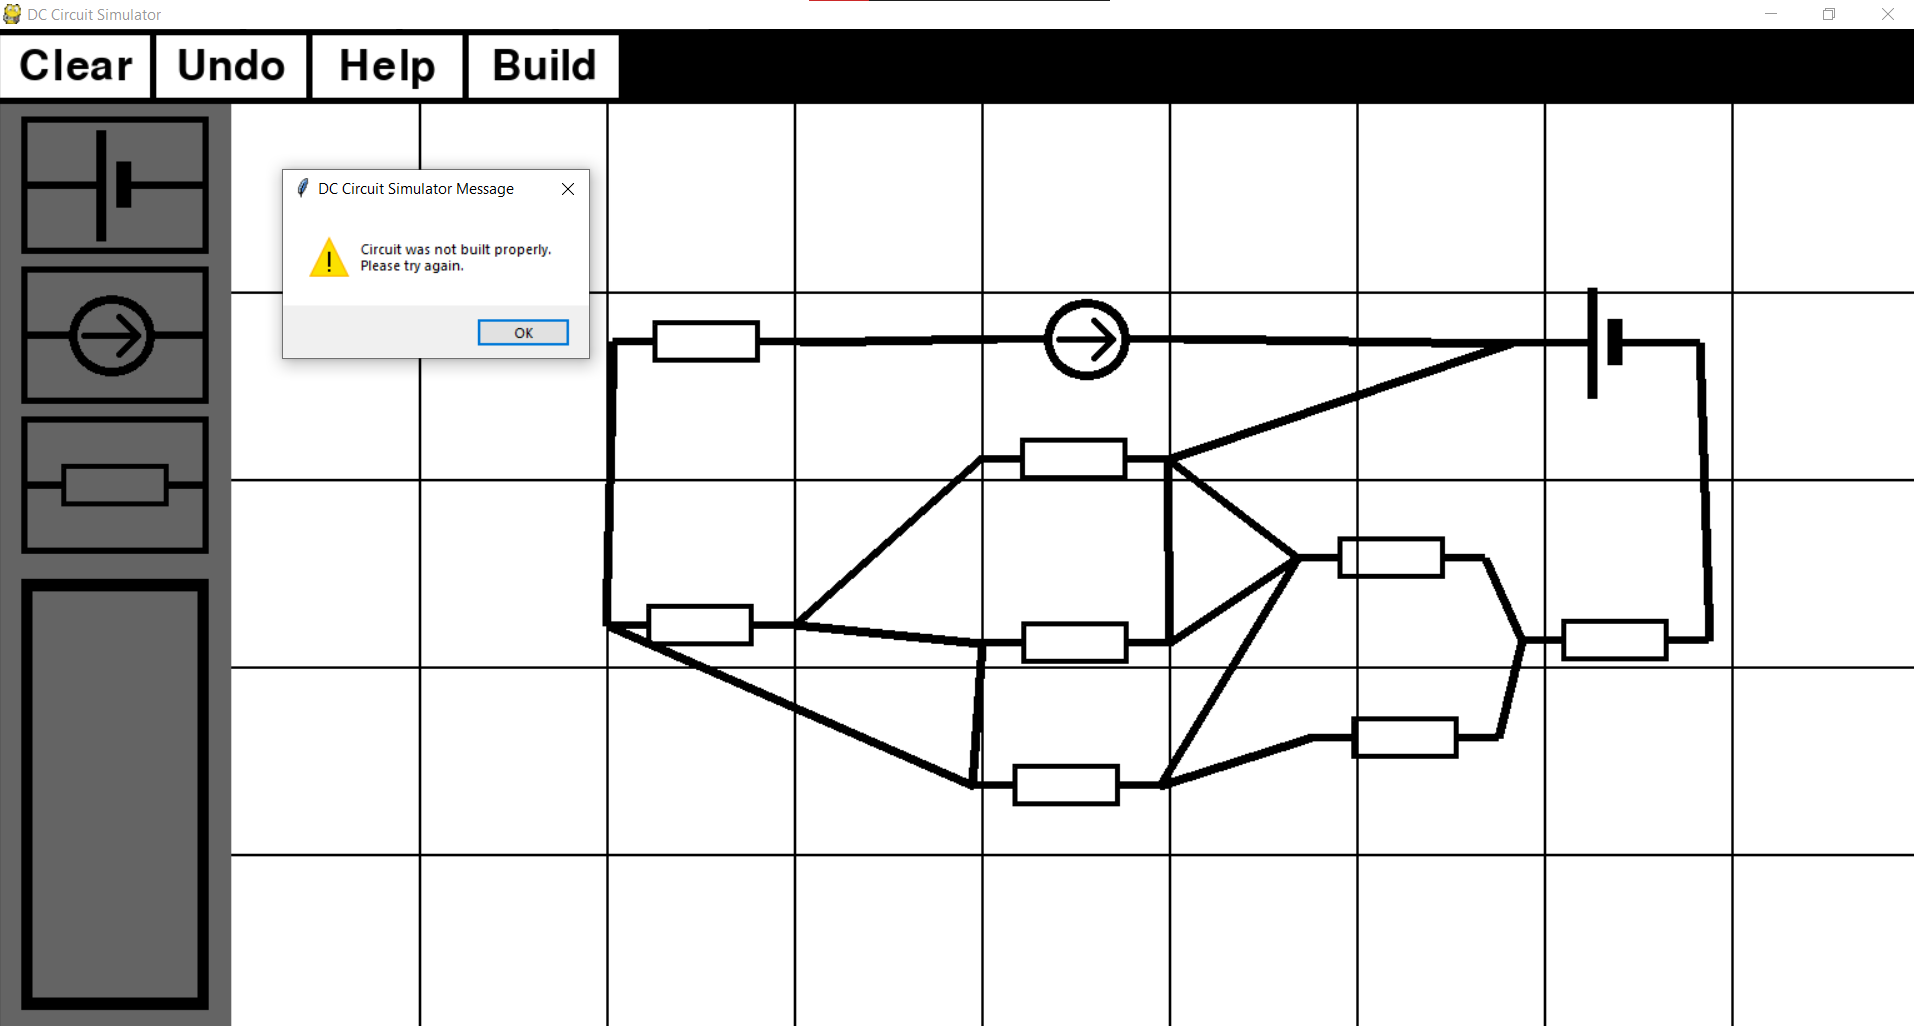 DC Circuit Simulator
Clear Undo Help Build
DC Circuit Simulator Message
Circuit was not built properly.
Please try again.
OK